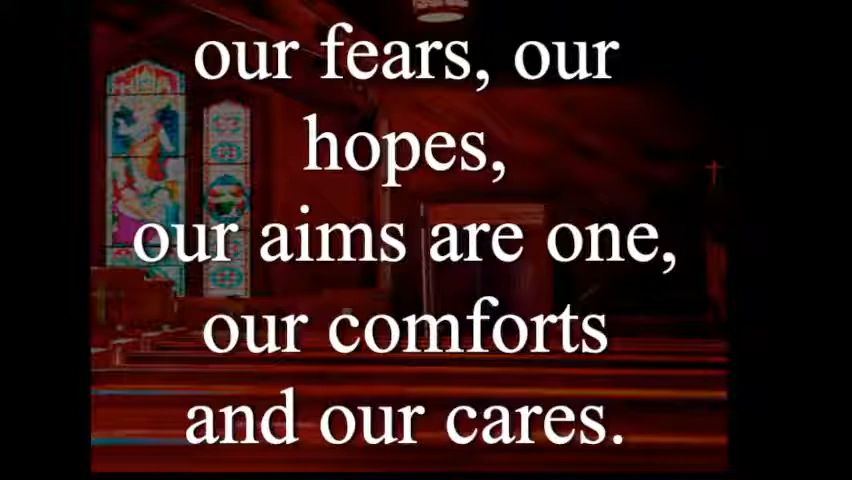 our fears, our
hopes,
our aims are one,
our comforts
and our cares.